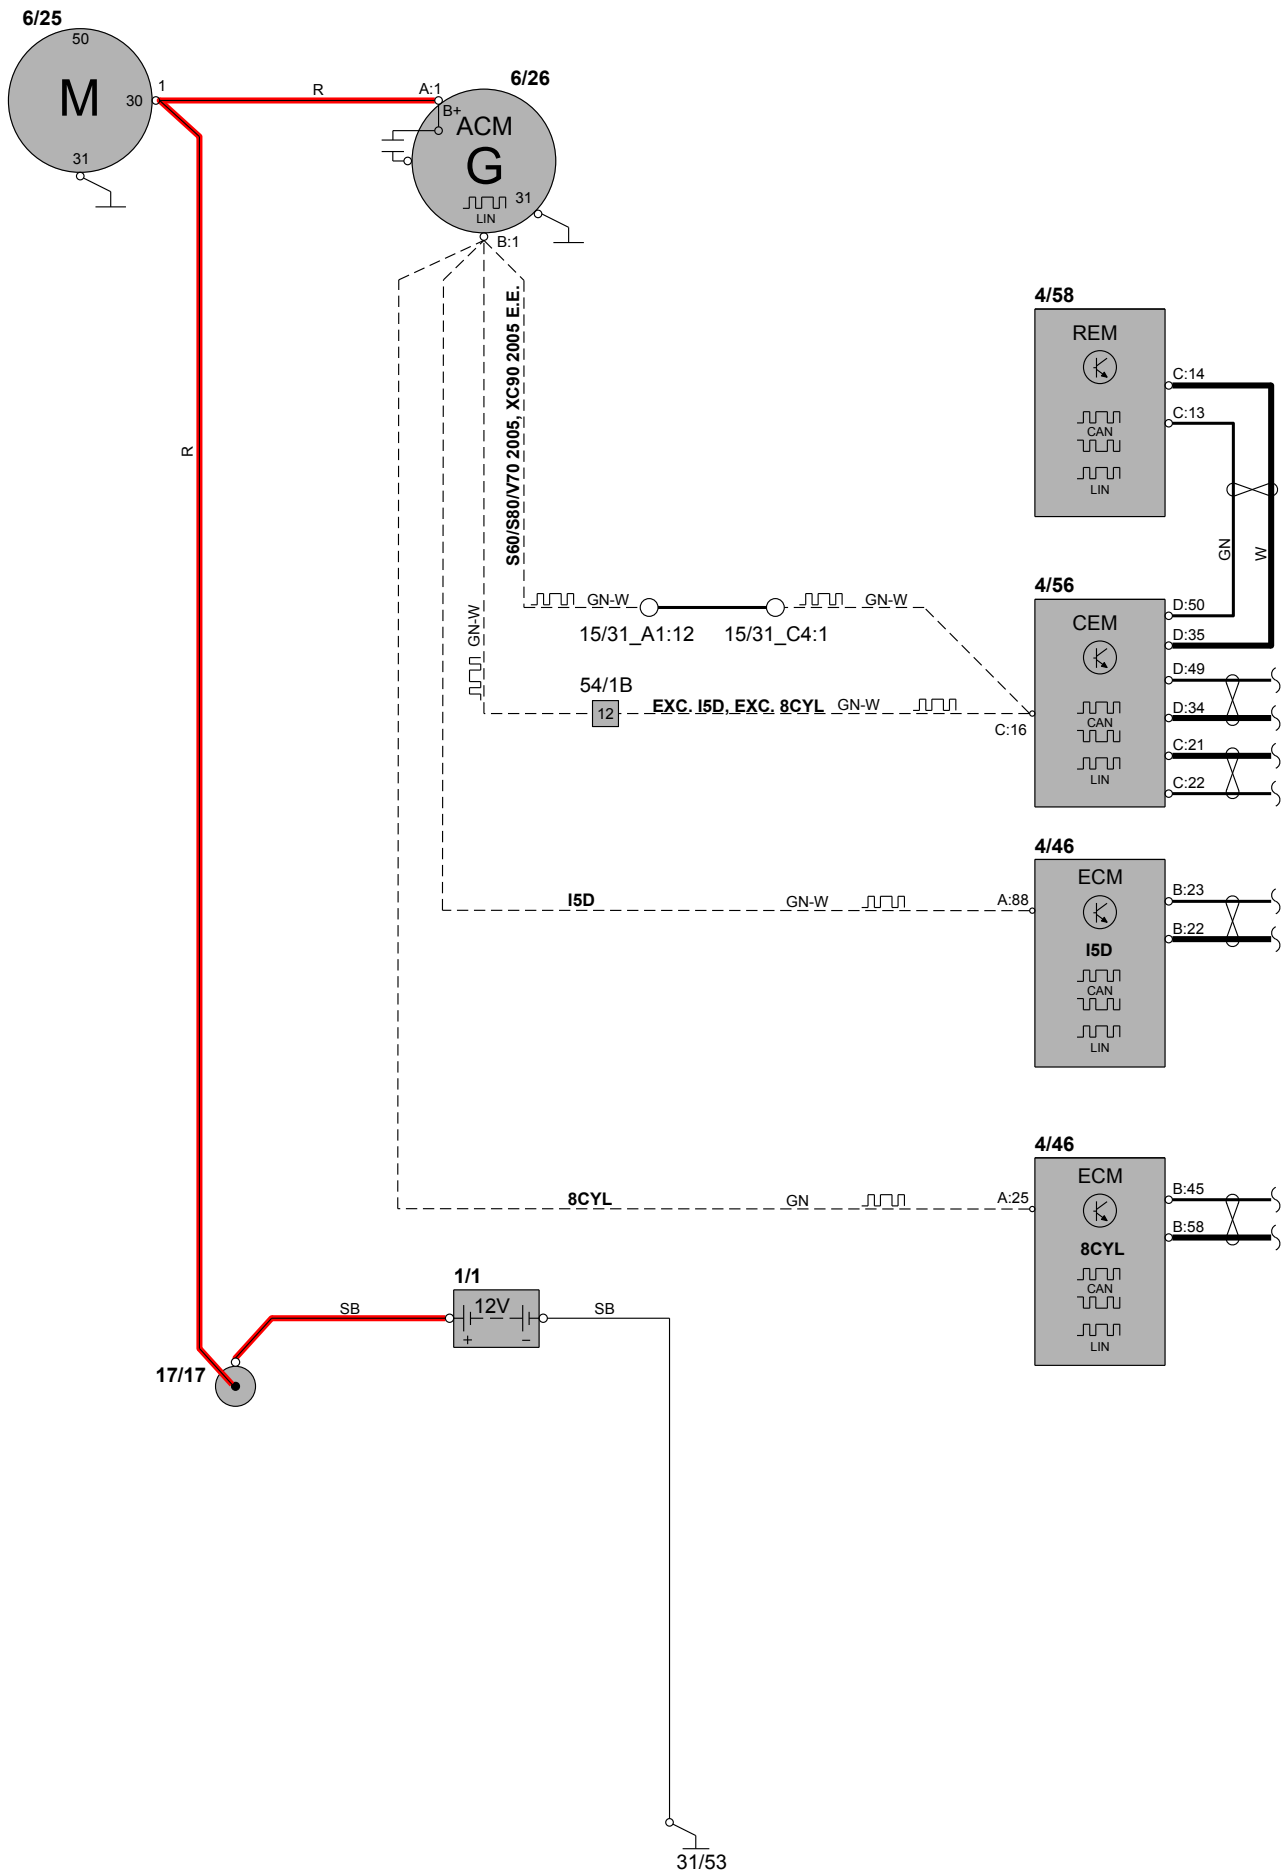 6/25
50
M
30
1
31
R
A:1
6/26
B+
ACM
G
LIN
31
B:1
R
S60/S80/V70 2005, XC90 2005 E.E.
GN-W
GN-W
15/31_A1:12
15/31_C4:1
GN-W
54/1B
12
EXC. I5D, EXC. 8CYL
GN-W
C:16
4/58
REM
CAN
LIN
C:14
C:13
GN
W
4/56
CEM
CAN
LIN
D:50
D:35
D:49
D:34
C:21
C:22
I5D
GN-W
A:88
4/46
ECM
I5D
CAN
LIN
B:23
B:22
8CYL
GN
A:25
4/46
ECM
8CYL
CAN
LIN
B:45
B:58
1/1
SB
12V
+
−
SB
17/17
31/53